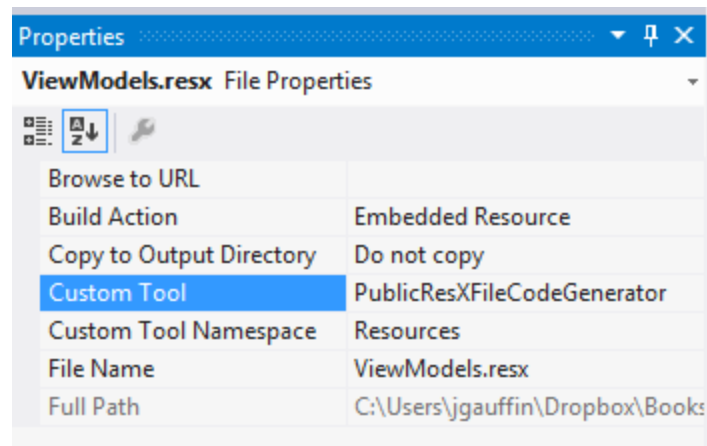 Properties
ViewModels.resx File Properties
Browse to URL
Build Action Embedded Resource
Copy to Output Directory Do not copy
Custom Tool PublicResXFileCodeGenerator
Custom Tool Namespace Resources
File Name ViewModels.resx
Full Path C:\Users\jgauffin\Dropbox\Books